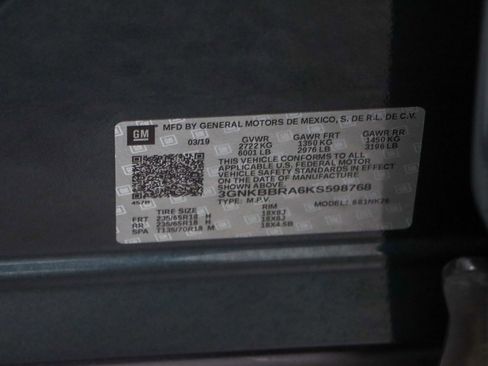 MFD BY GENERAL MOTORS DE MEXICO, S. DE R.L. DE C.V.
GM
03/19 GVWR GAWR FRT GAWR RR
2722 KG 1350 KG 1450 KG
6001 LB 2976 LB 3196 LB
THIS VEHICLE CONFORMS TO ALL
APPLICABLE U.S. FEDERAL MOTOR
VEHICLE SAFETY STANDARDS IN EFFECT
ON THE DATE OF MANUFACTURE
SHOWN ABOVE.
3GNKBBRA6KS598768
TYPE: M.P.V. MODEL:
TIRE SIZE RIM
FRT 235/65R18 H 18X8J
RR 235/65R18 H 18X8J
SPA T135/70R18 M 18X4.5B